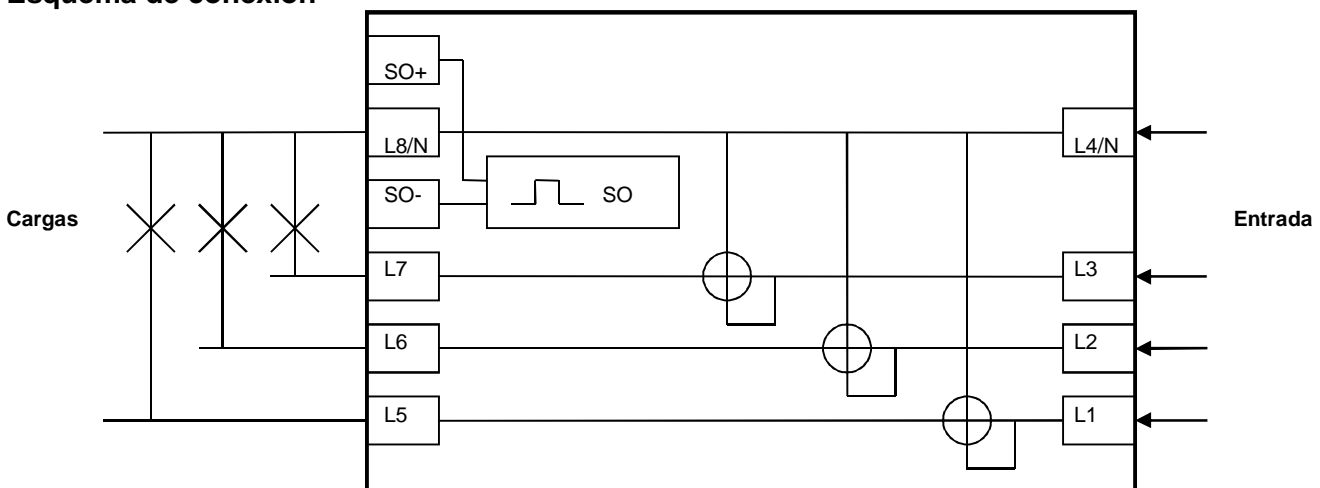 Esquema de conexión
SO+
L8/N
L4/N
SO-
SO
Cargas
Entrada
L7
L3
L6
L2
L5
L1